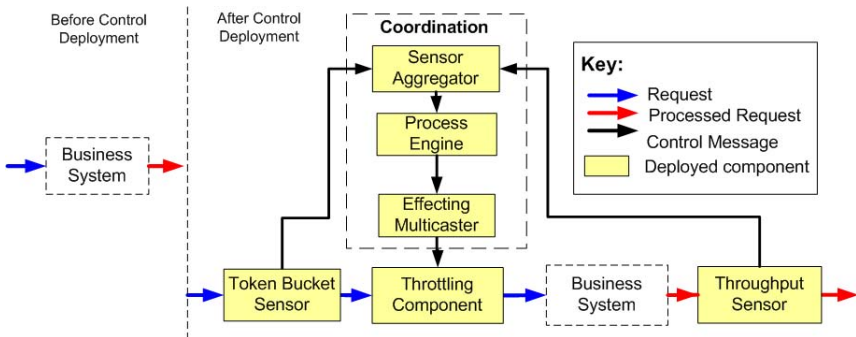 Before Control
Deployment
After Control
Deployment
Coordination
Sensor
Aggregator
Process
Engine
Effecting
Multicaster
Key:
Request
Processed Request
Control Message
Deployed component
Business
System
Token Bucket
Sensor
Throttling
Component
Business
System
Throughput
Sensor